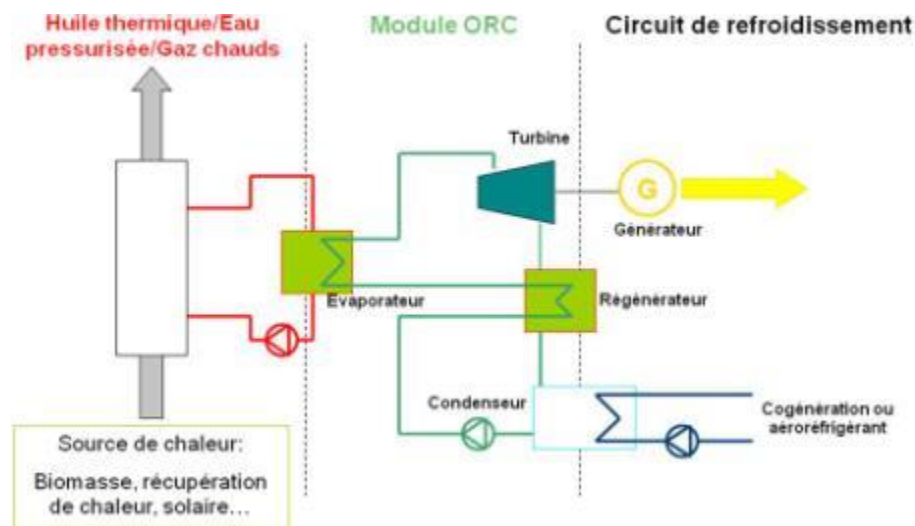 Huile thermique/Eau
pressurisée/Gaz chauds
Module ORC
Circuit de refroidissement
Turbine
G
Générateur
Evaporateur
Régénérateur
Condenseur
Cogénération ou
aéroréfrigérant
Source de chaleur:
Biomasse, récupération
de chaleur, solaire...